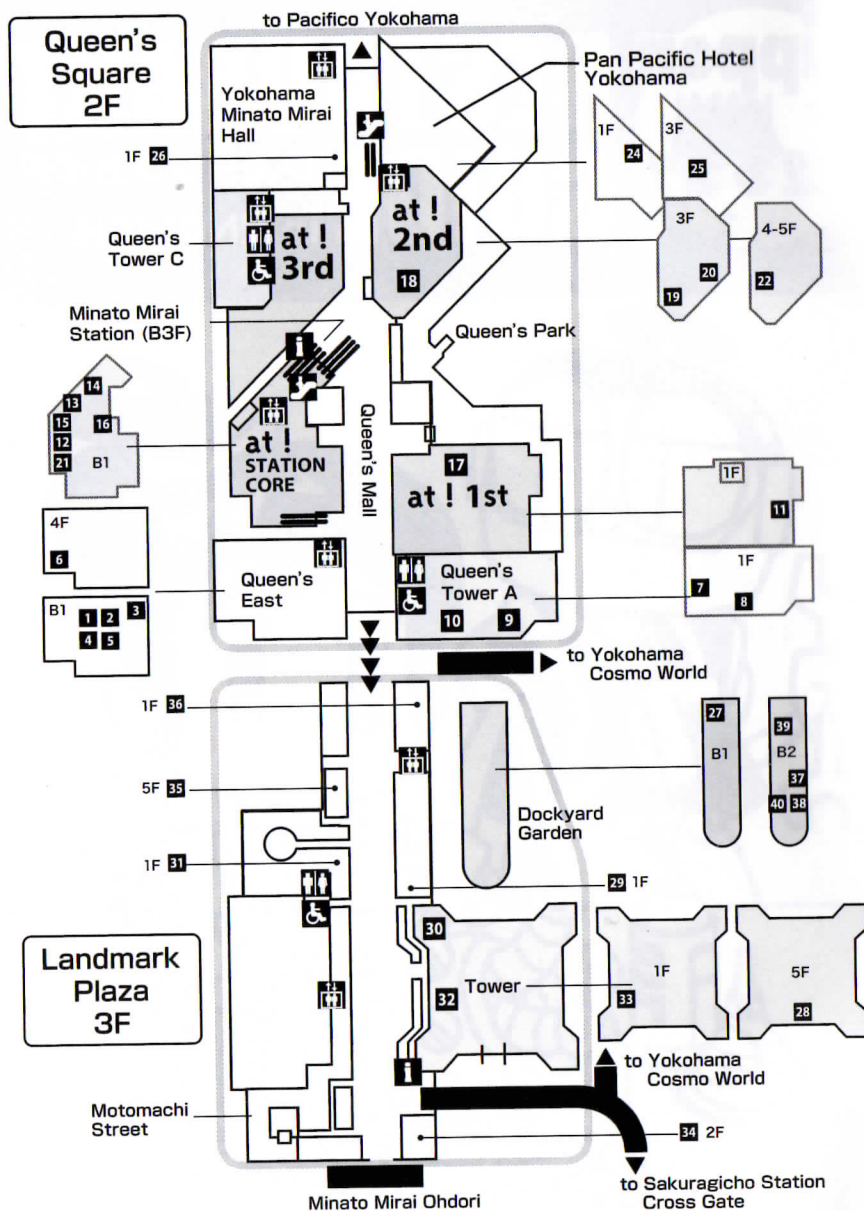 to Pacifico Yokohama
Queen's
Square
2F
Pan Pacific Hotel
Yokohama
Yokohama
Minato Mirai
Hall
1F 26
1F
24
3F
25
Queen's
Tower C
at !
3rd
at !
2nd
18
3F
19
20
4-5F
22
Minato Mirai
Station (B3F)
i
Queen's Park
14
13
15
16
12
21
B1
at !
STATION
CORE
Queen's Mall
17
at ! 1st
1F
11
4F
6
Queen's
East
Queen's
Tower A
10
9
1F
7
8
B1
1
2
3
4
5
to Yokohama
Cosmo World
1F 36
5F 35
1F 31
Dockyard
Garden
27
B1
39
B2
37
40
38
29 1F
Landmark
Plaza
3F
30
32
Tower
1F
33
5F
28
i
to Yokohama
Cosmo World
Motomachi
Street
34 2F
Minato Mirai Ohdori
to Sakuragicho Station
Cross Gate